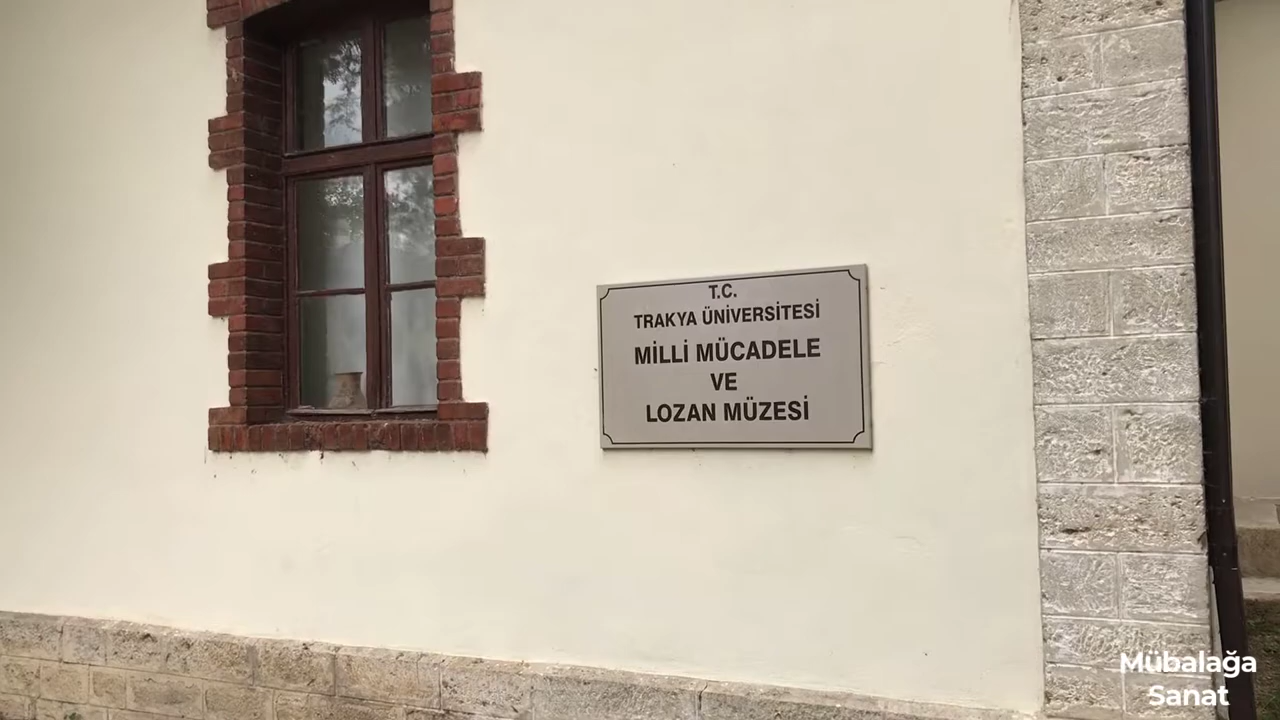 T.C.
TRAKYA ÜNİVERSİTESİ
MİLLİ MÜCADELE
VE
LOZAN MÜZESİ
Mübalağa
Sanat